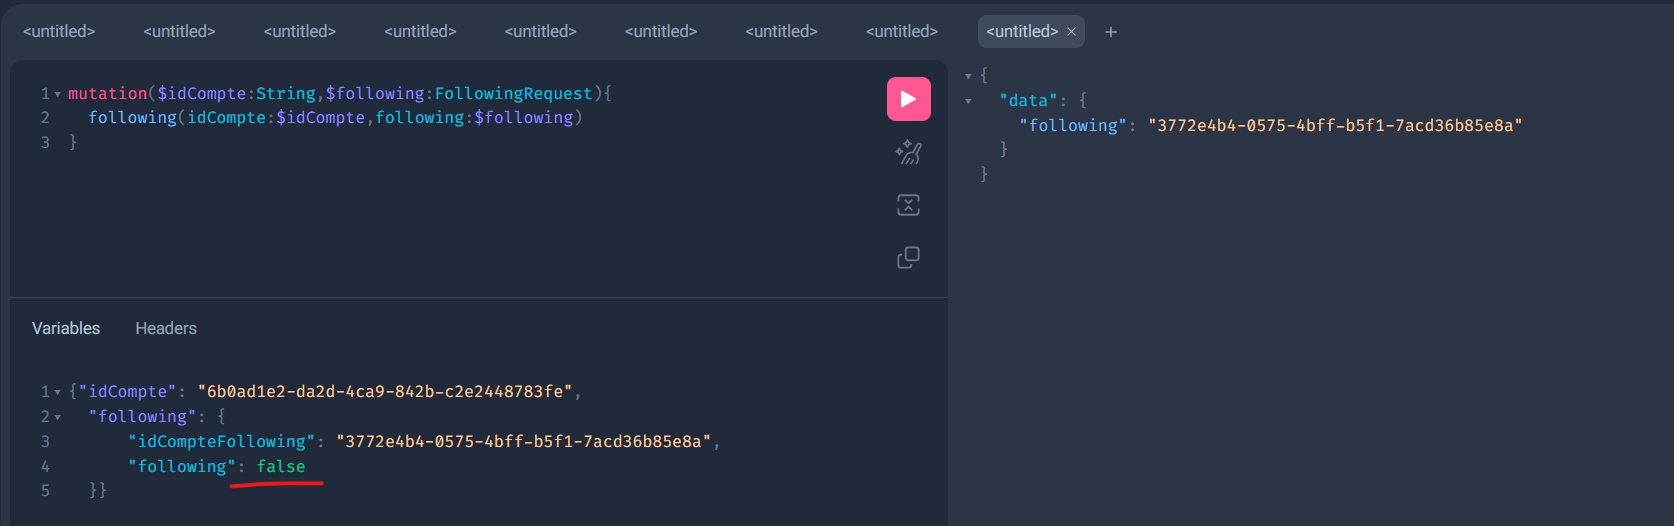 <untitled> <untitled> <untitled> <untitled> <untitled> <untitled> <untitled> <untitled> <untitled> × +
1 mutation($idCompte:String,$following:FollowingRequest){
2 following(idCompte:$idCompte,following:$following)
3 }
{
"data": {
"following": "3772e4b4-0575-4bff-b5f1-7acd36b85e8a"
}
}
Variables Headers
1 {"idCompte": "6b0ad1e2-da2d-4ca9-842b-c2e2448783fe",
2 "following": {
3 "idCompteFollowing": "3772e4b4-0575-4bff-b5f1-7acd36b85e8a",
4 "following": false
5 }}